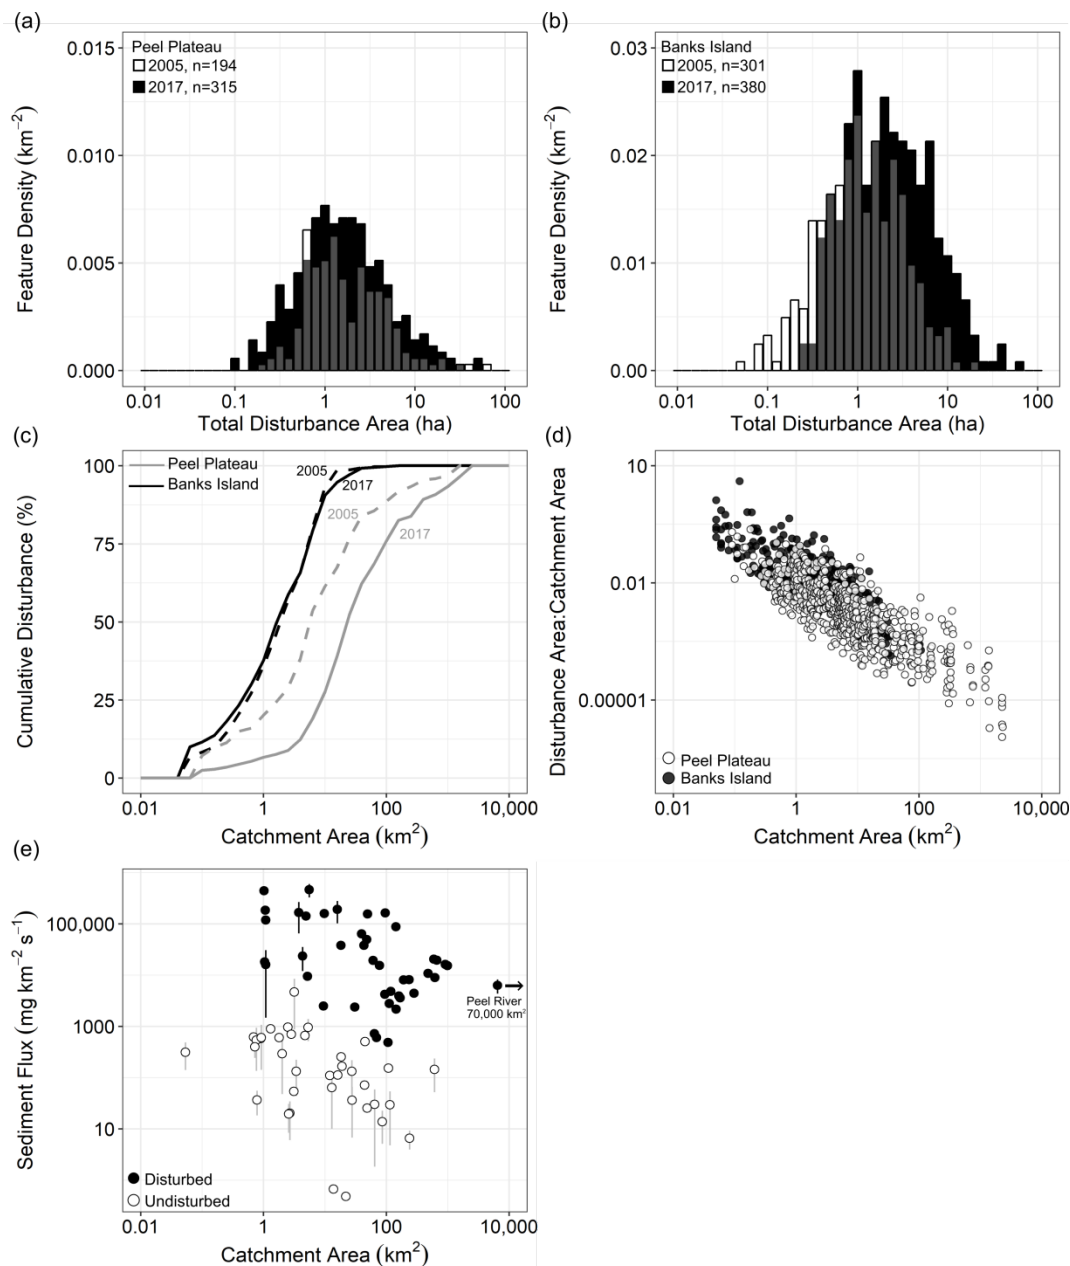 (a)
Peel Plateau
2005, n=194
2017, n=315
0.015
0.010
0.005
0.000
Feature Density (km⁻²)
0.01 0.1 1 10 100
Total Disturbance Area (ha)
(b)
Banks Island
2005, n=301
2017, n=380
0.03
0.02
0.01
0.00
Feature Density (km⁻²)
0.01 0.1 1 10 100
Total Disturbance Area (ha)
(c)
Peel Plateau
Banks Island
2005
2017
2005
2017
100
75
50
25
0
Cumulative Disturbance (%)
0.01 1 100 10,000
Catchment Area (km²)
(d)
10
0.01
0.00001
Disturbance Area:Catchment Area
Peel Plateau
Banks Island
0.01 1 100 10,000
Catchment Area (km²)
(e)
100,000
1000
10
Sediment Flux (mg km⁻² s⁻¹)
Peel River
70,000 km²
Disturbed
Undisturbed
0.01 1 100 10,000
Catchment Area (km²)